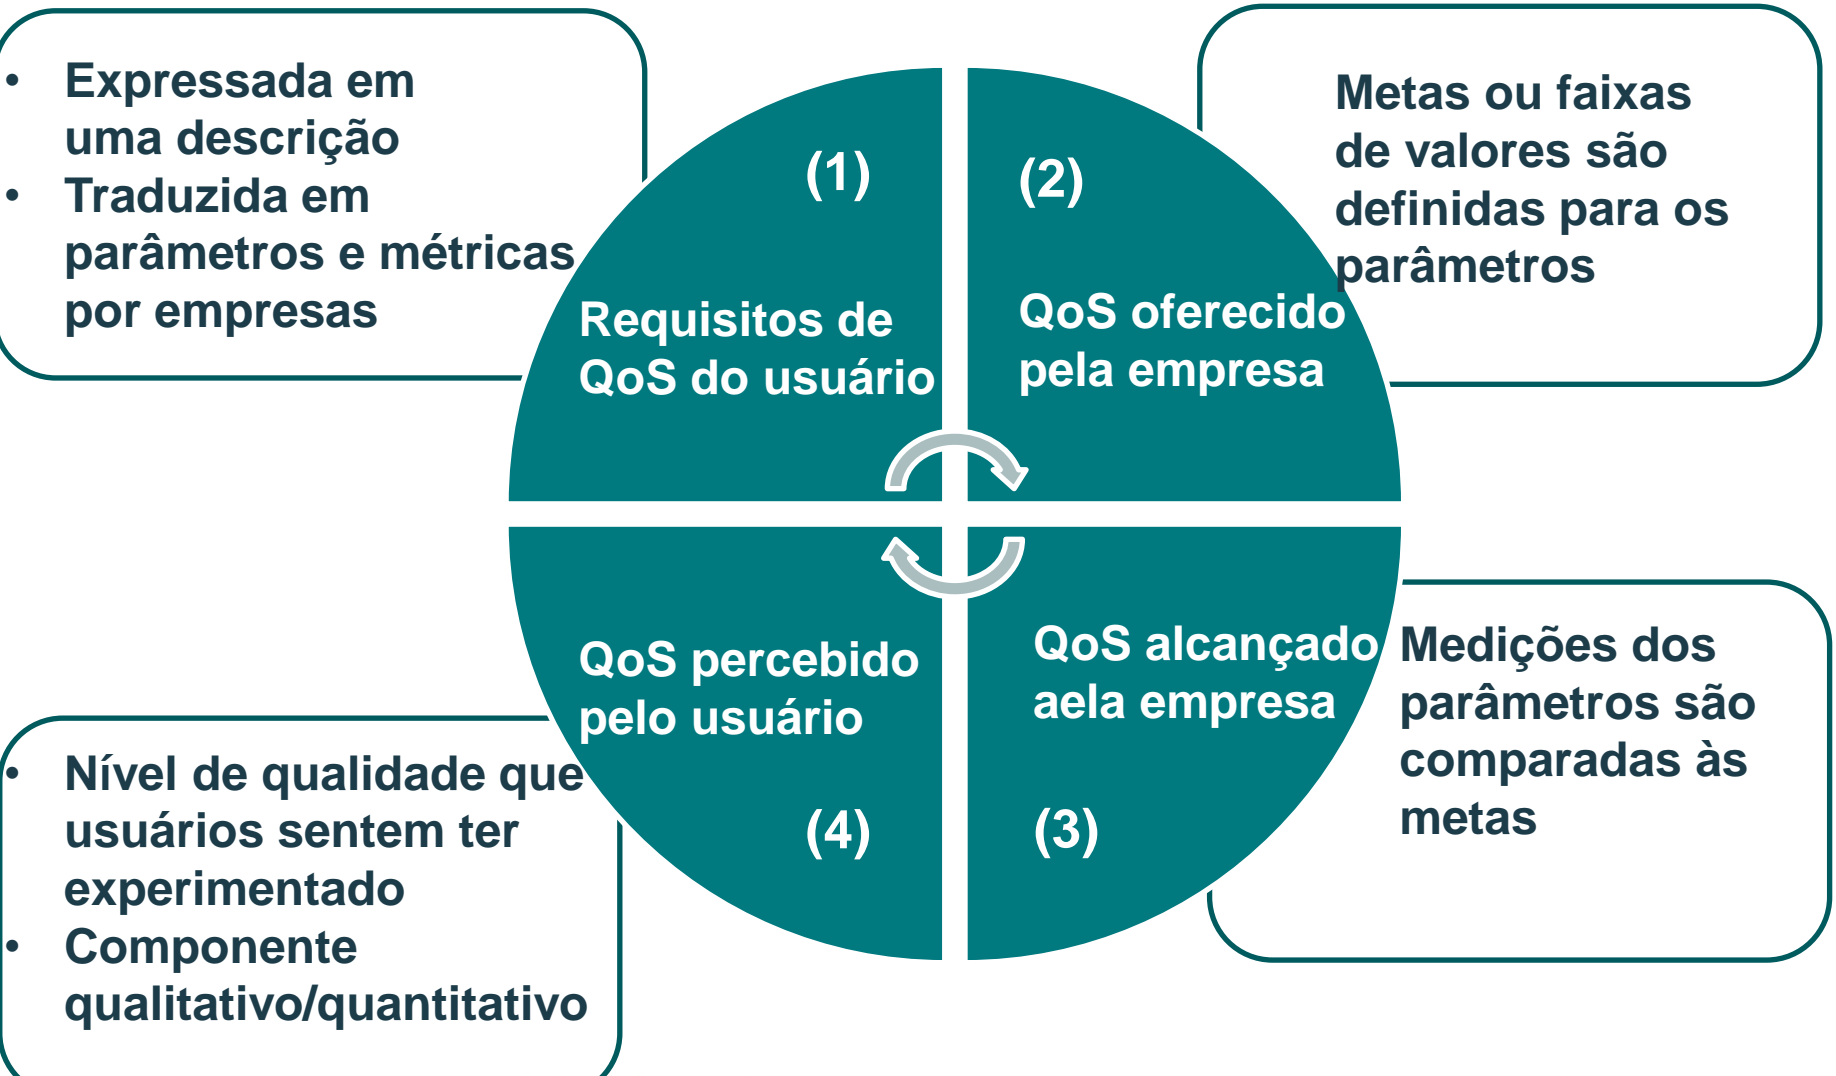 • Expressada em
uma descrição
• Traduzida em
parâmetros e métricas
por empresas
(1)
Requisitos de
QoS do usuário
(2)
QoS oferecido
pela empresa
Metas ou faixas
de valores são
definidas para os
parâmetros
QoS percebido
pelo usuário
(4)
QoS alcançado
aela empresa
(3)
Medições dos
parâmetros são
comparadas às
metas
• Nível de qualidade que
usuários sentem ter
experimentado
• Componente
qualitativo/quantitativo